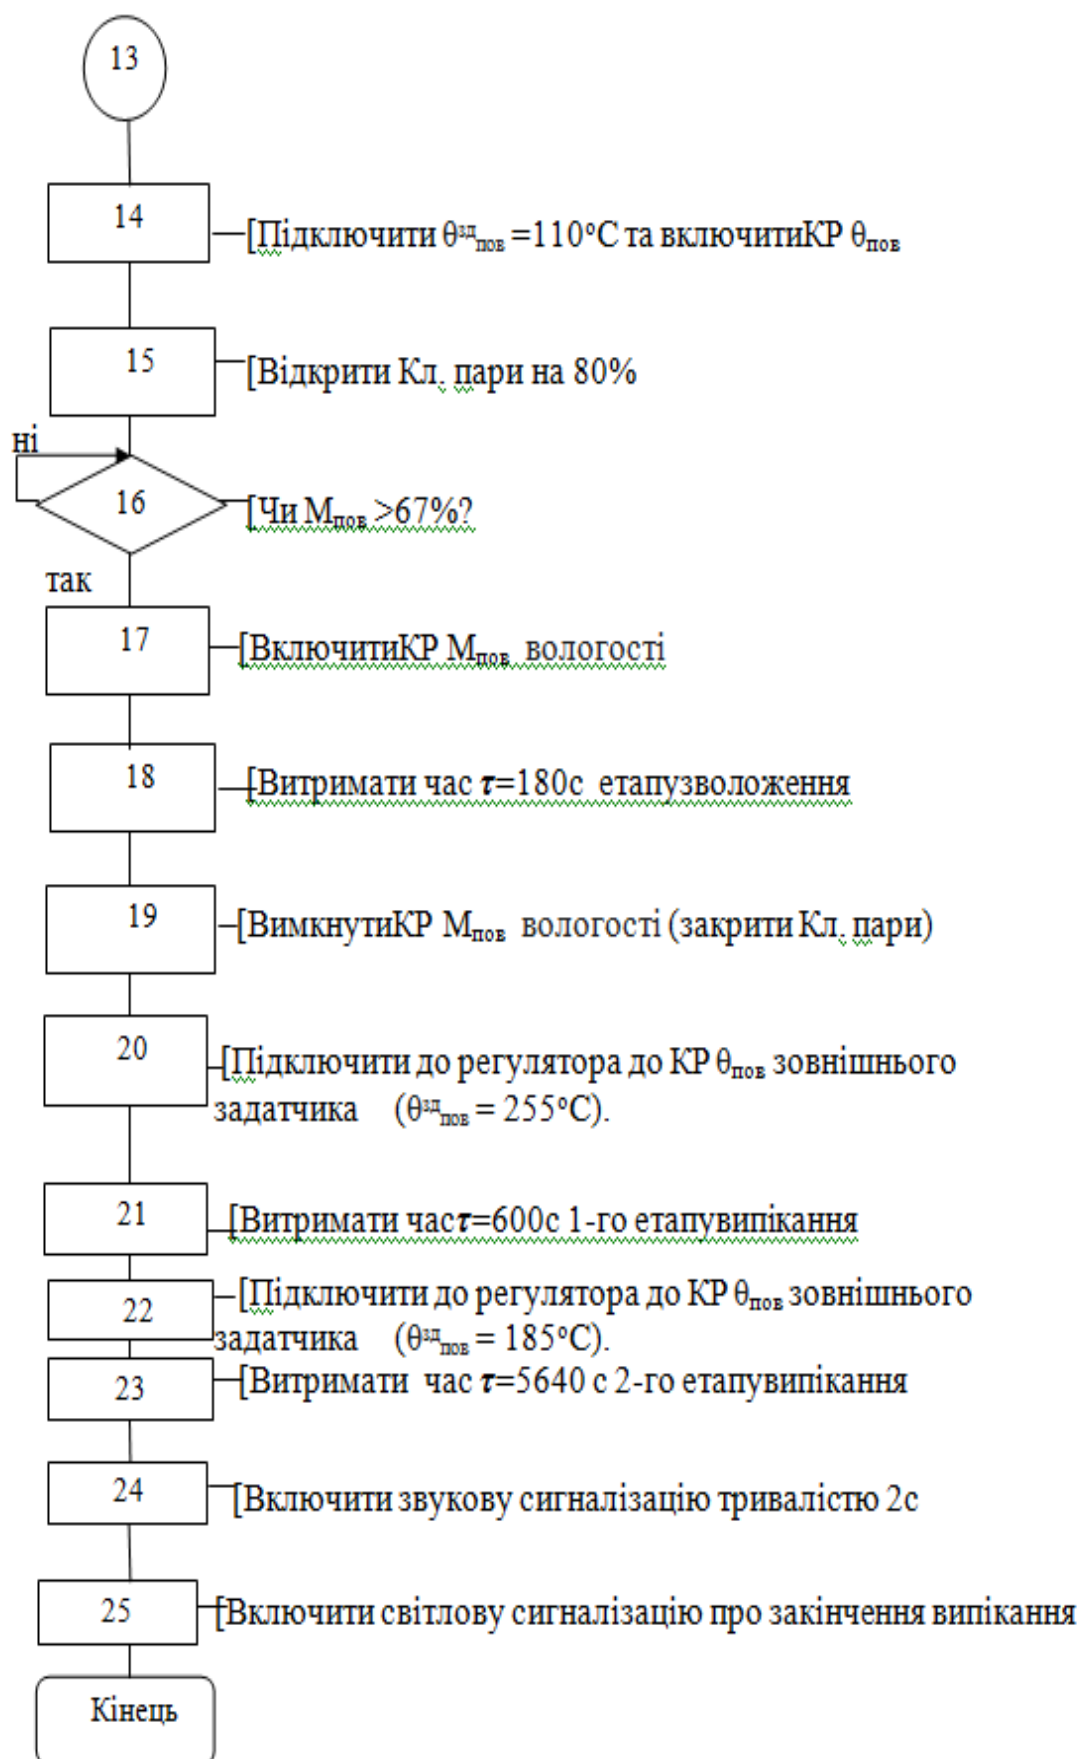 13
14
[Підключити θᶾᵈпов =110°С та включитиКР θпов
15
[Відкрити Кл. пари на 80%
ні
16
[Чи Мпов >67%?
так
17
[ВключитиКР Мпов вологості
18
[Витримати час τ=180с етапузволоження
19
[ВимкнутиКР Мпов вологості (закрити Кл. пари)
20
[Підключити до регулятора до КР θпов зовнішнього
задатчика (θзд пов = 255°С).
21
[Витримати часτ=600с 1-го етапувипікання
22
[Підключити до регулятора до КР θпов зовнішнього
задатчика (θзд пов = 185°С).
23
[Витримати час τ=5640 с 2-го етапувипікання
24
[Включити звукову сигналізацію тривалістю 2с
25
[Включити світлову сигналізацію про закінчення випікання
Кінець